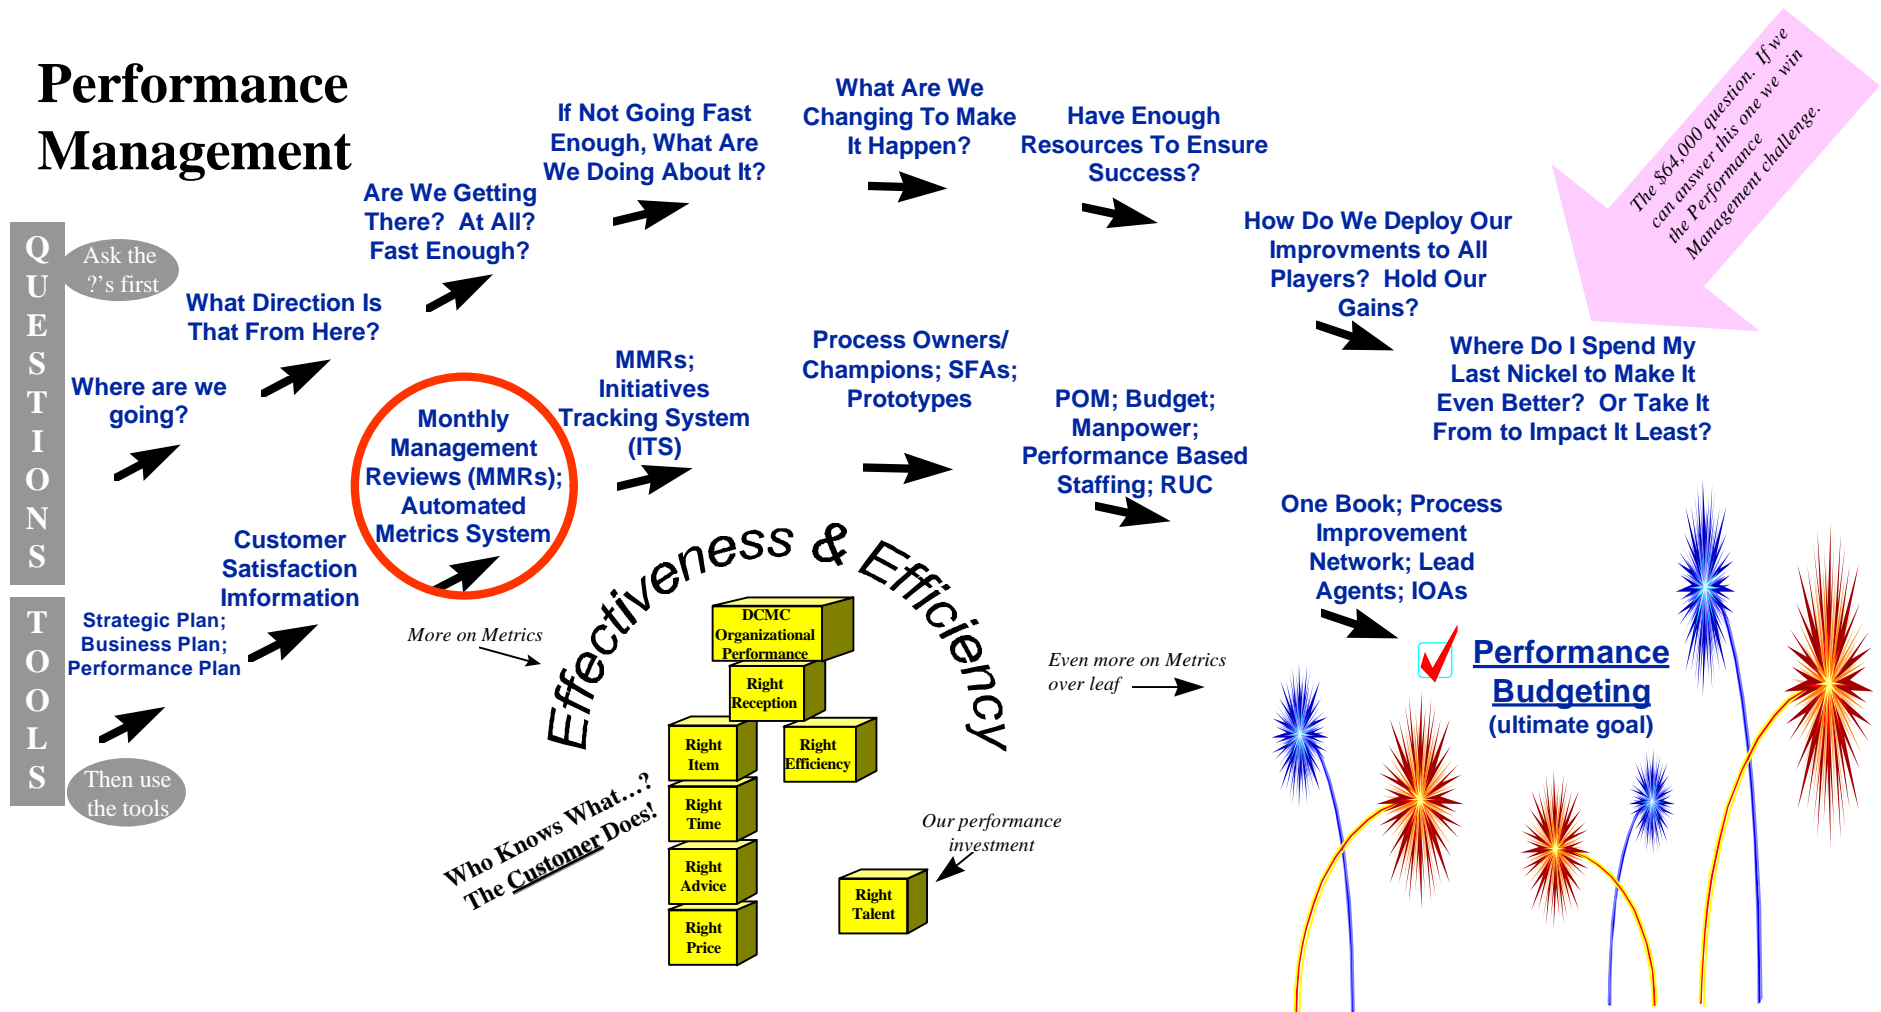 Performance
Management
QUESTIONS
Ask the
?'s first
Where are we
going?
What Direction Is
That From Here?
Are We Getting
There?  At All?
Fast Enough?
If Not Going Fast
Enough, What Are
We Doing About It?
What Are We
Changing To Make
It Happen?
Have Enough
Resources To Ensure
Success?
How Do We Deploy Our
Improvments to All
Players?  Hold Our
Gains?
Where Do I Spend My
Last Nickel to Make It
Even Better?  Or Take It
From to Impact It Least?
The $64,000 question.  If we
can answer this one we win
the Performance
Management challenge.
TOOLS
Then use
the tools
Strategic Plan;
Business Plan;
Performance Plan
Customer
Satisfaction
Imformation
Monthly
Management
Reviews (MMRs);
Automated
Metrics System
MMRs;
Initiatives
Tracking System
(ITS)
Process Owners/
Champions; SFAs;
Prototypes
POM; Budget;
Manpower;
Performance Based
Staffing; RUC
One Book; Process
Improvement
Network; Lead
Agents; IOAs
Performance
Budgeting
(ultimate goal)
More on Metrics
Effectiveness & Efficiency
DCMC
Organizational
Performance
Right
Reception
Right
Item
Right
Efficiency
Right
Time
Right
Advice
Right
Price
Right
Talent
Who Knows What…?
The Customer Does!
Our performance
investment
Even more on Metrics
over leaf